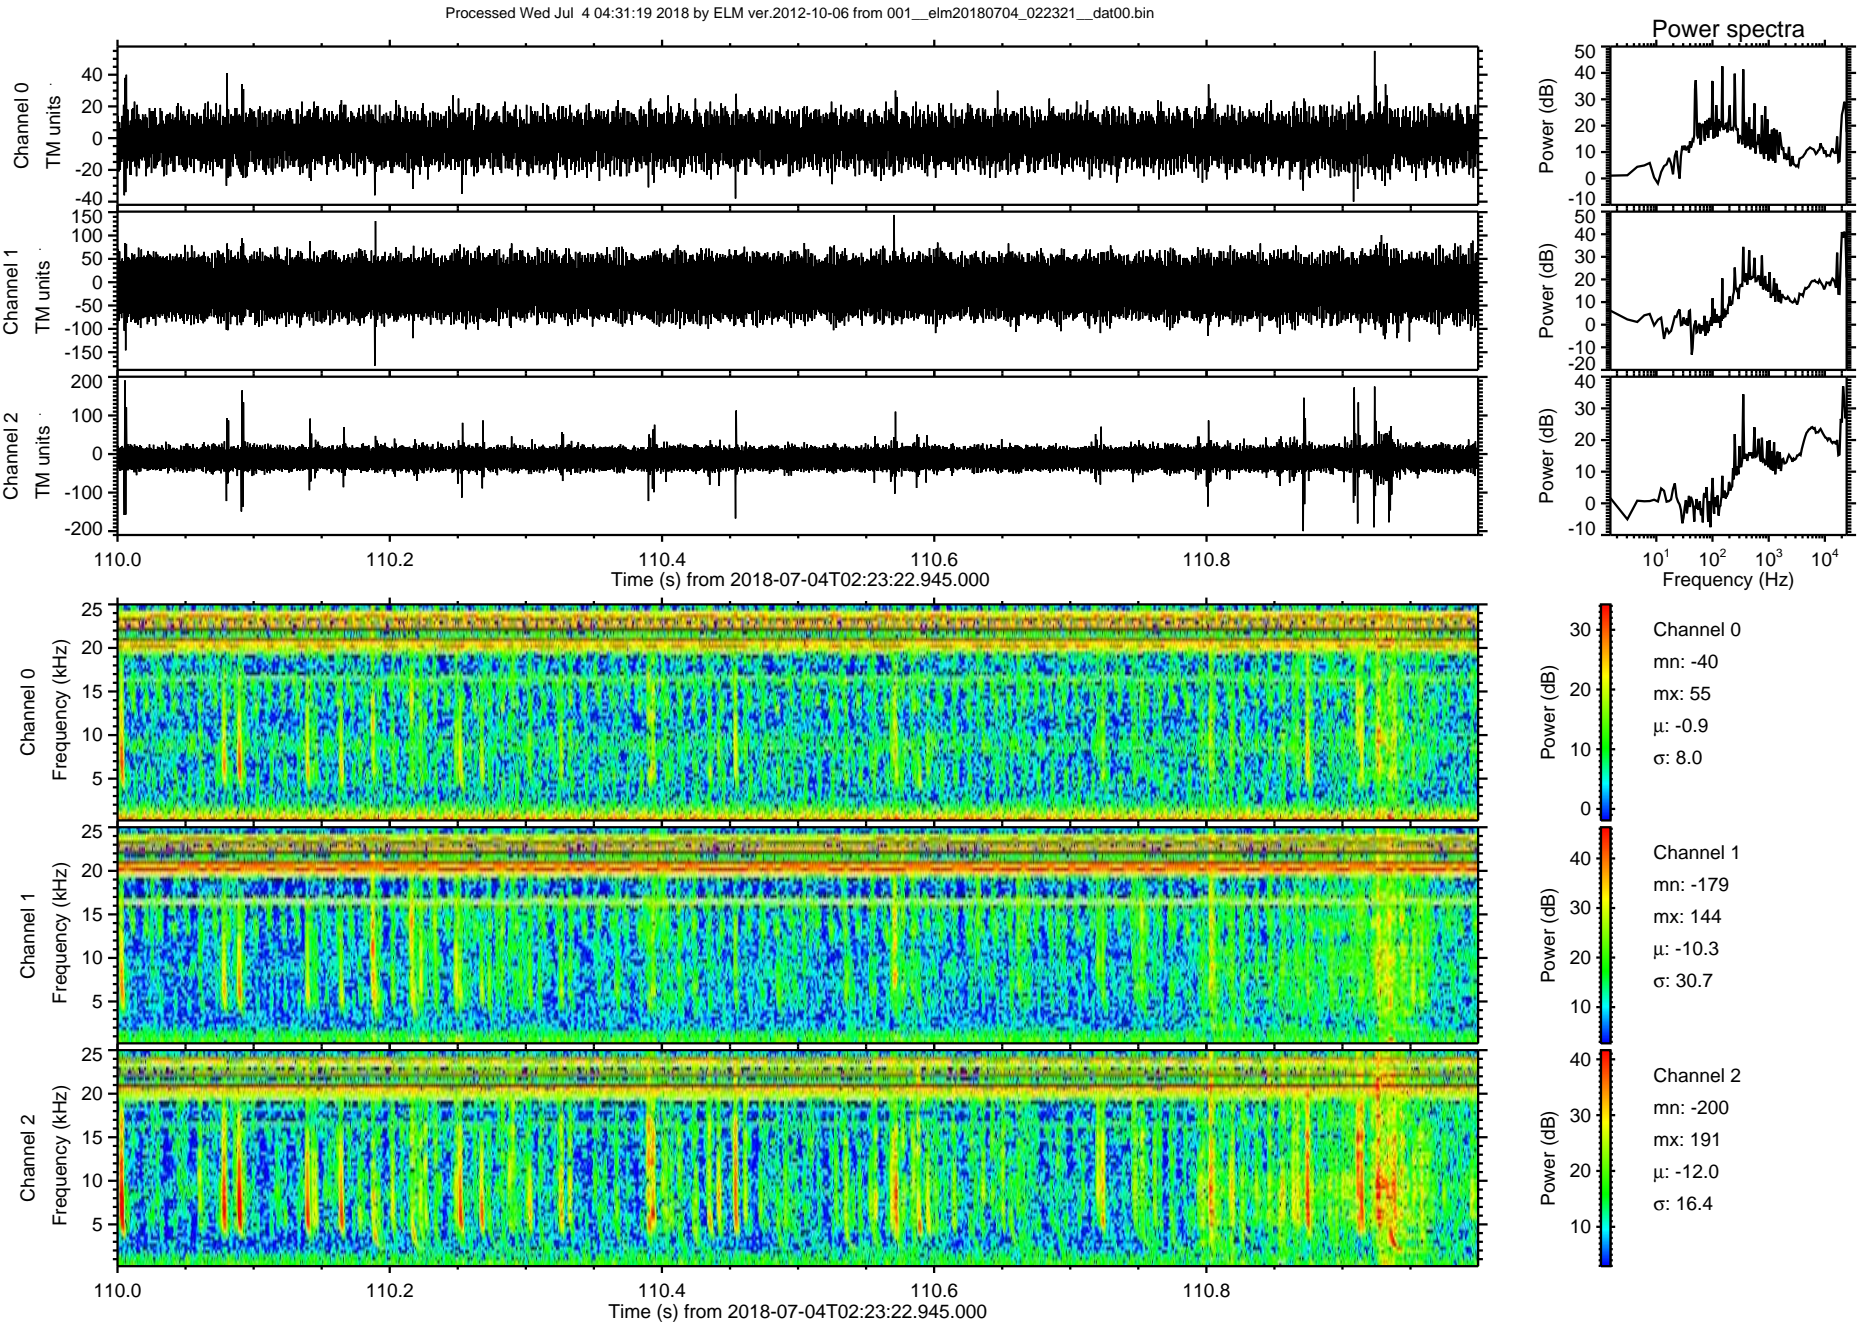 Processed Wed Jul  4 04:31:19 2018 by ELM ver.2012-10-06 from 001__elm20180704_022321__dat00.bin
Power spectra
Channel 0
TM units
40
20
0
-20
-40
Power (dB)
50
40
30
20
10
0
-10
Channel 1
TM units
150
100
50
0
-50
-100
-150
Power (dB)
50
40
30
20
10
0
-10
-20
Channel 2
TM units
200
100
0
-100
-200
Power (dB)
40
30
20
10
0
-10
110.0 110.2 110.4 110.6 110.8
Time (s) from 2018-07-04T02:23:22.945.000
10^1 10^2 10^3 10^4
Frequency (Hz)
Channel 0
Frequency (kHz)
25
20
15
10
5
Power (dB)
30
20
10
0
Channel 0
mn: -40
mx: 55
μ: -0.9
σ: 8.0
Channel 1
Frequency (kHz)
25
20
15
10
5
Power (dB)
40
30
20
10
Channel 1
mn: -179
mx: 144
μ: -10.3
σ: 30.7
Channel 2
Frequency (kHz)
25
20
15
10
5
Power (dB)
40
30
20
10
Channel 2
mn: -200
mx: 191
μ: -12.0
σ: 16.4
110.0 110.2 110.4 110.6 110.8
Time (s) from 2018-07-04T02:23:22.945.000